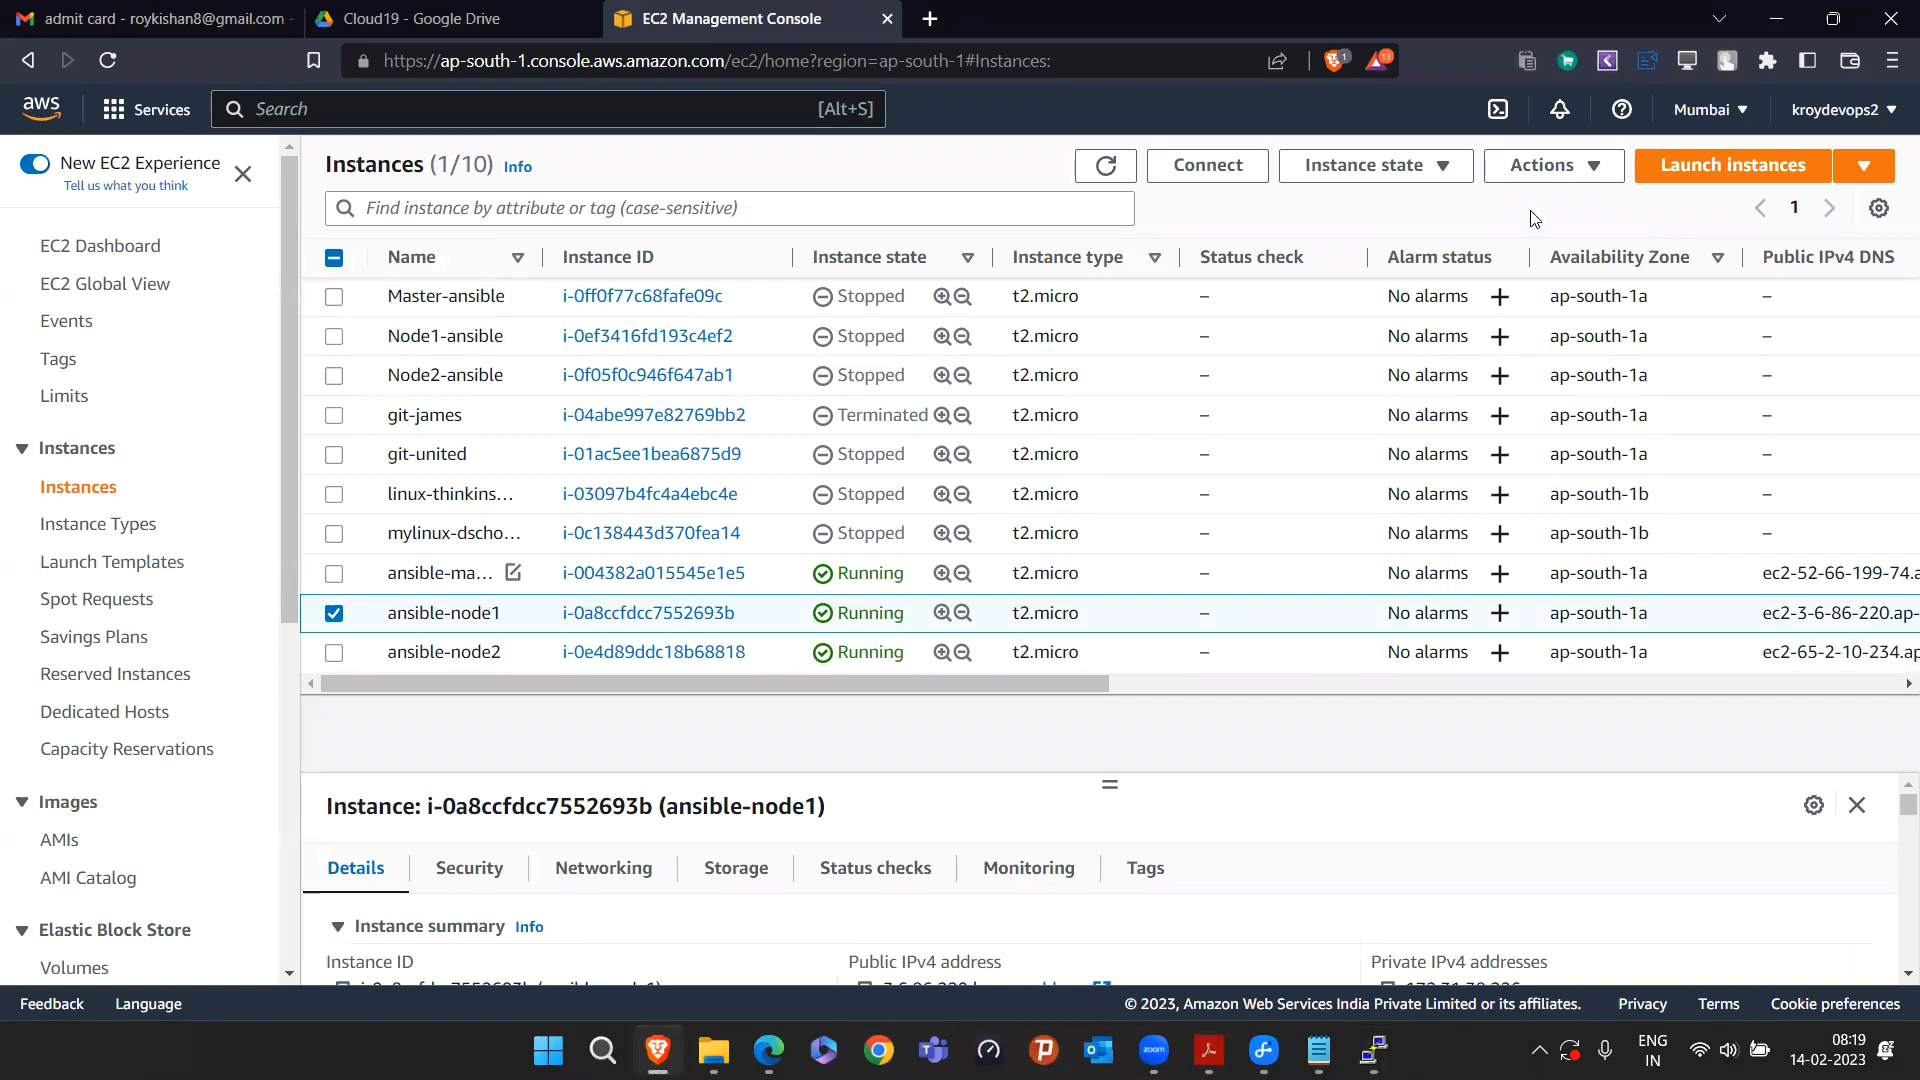 admit card - roykishan8@gmail.com
Cloud19 - Google Drive
EC2 Management Console
https://ap-south-1.console.aws.amazon.com/ec2/home?region=ap-south-1#Instances:
1
13
aws
Services
Search
[Alt+S]
Mumbai
kroydevops2
New EC2 Experience
Tell us what you think
EC2 Dashboard
EC2 Global View
Events
Tags
Limits
Instances
Instances
Instance Types
Launch Templates
Spot Requests
Savings Plans
Reserved Instances
Dedicated Hosts
Capacity Reservations
Images
AMIs
AMI Catalog
Elastic Block Store
Volumes
Instances (1/10) Info
Connect
Instance state
Actions
Launch instances
Find instance by attribute or tag (case-sensitive)
1
Name Instance ID Instance state Instance type Status check Alarm status Availability Zone Public IPv4 DNS
Master-ansible i-0ff0f77c68fafe09c Stopped t2.micro – No alarms + ap-south-1a –
Node1-ansible i-0ef3416fd193c4ef2 Stopped t2.micro – No alarms + ap-south-1a –
Node2-ansible i-0f05f0c946f647ab1 Stopped t2.micro – No alarms + ap-south-1a –
git-james i-04abe997e82769bb2 Terminated t2.micro – No alarms + ap-south-1a –
git-united i-01ac5ee1bea6875d9 Stopped t2.micro – No alarms + ap-south-1a –
linux-thinkins... i-03097b4fc4a4ebc4e Stopped t2.micro – No alarms + ap-south-1b –
mylinux-dscho... i-0c138443d370fea14 Stopped t2.micro – No alarms + ap-south-1b –
ansible-ma... i-004382a015545e1e5 Running t2.micro – No alarms + ap-south-1a ec2-52-66-199-74.a
ansible-node1 i-0a8ccfdcc7552693b Running t2.micro – No alarms + ap-south-1a ec2-3-6-86-220.ap-
ansible-node2 i-0e4d89ddc18b68818 Running t2.micro – No alarms + ap-south-1a ec2-65-2-10-234.ap
Instance: i-0a8ccfdcc7552693b (ansible-node1)
Details Security Networking Storage Status checks Monitoring Tags
Instance summary Info
Instance ID Public IPv4 address Private IPv4 addresses
Feedback Language
© 2023, Amazon Web Services India Private Limited or its affiliates.
Privacy Terms Cookie preferences
zoom
ENG
IN
08:19
14-02-2023